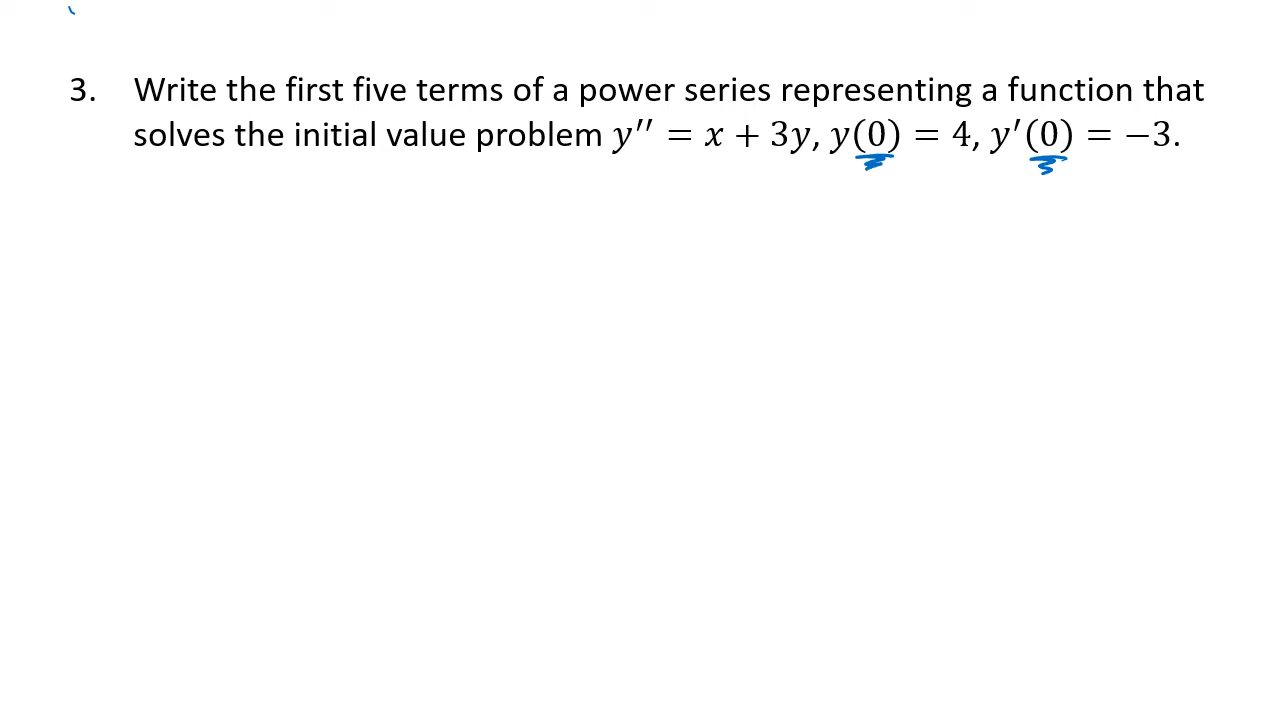 3. Write the first five terms of a power series representing a function that
solves the initial value problem y′′ = x + 3y, y(0) = 4, y′(0) = −3.